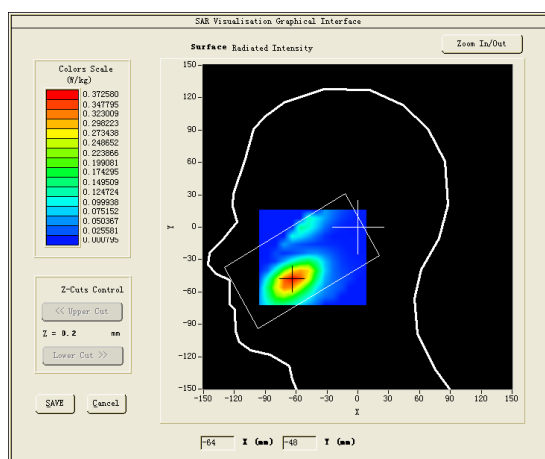 SAR Visualisation Graphical Interface
Surface Radiated Intensity
Zoom In/Out
Colors Scale
(W/kg)
0.372580
0.347795
0.323009
0.298223
0.273438
0.248652
0.223866
0.199081
0.174295
0.149509
0.124724
0.099938
0.075152
0.050367
0.025581
0.000795
150
120
90
60
30
0
-30
-60
-90
-120
-150
Y
-150 -120 -90 -60 -30 0 30 60 90 120 150
X
Z-Cuts Control
<< Upper Cut
Z = 0.2 mm
Lower Cut >>
SAVE Cancel
-64 X (mm) -48 Y (mm)